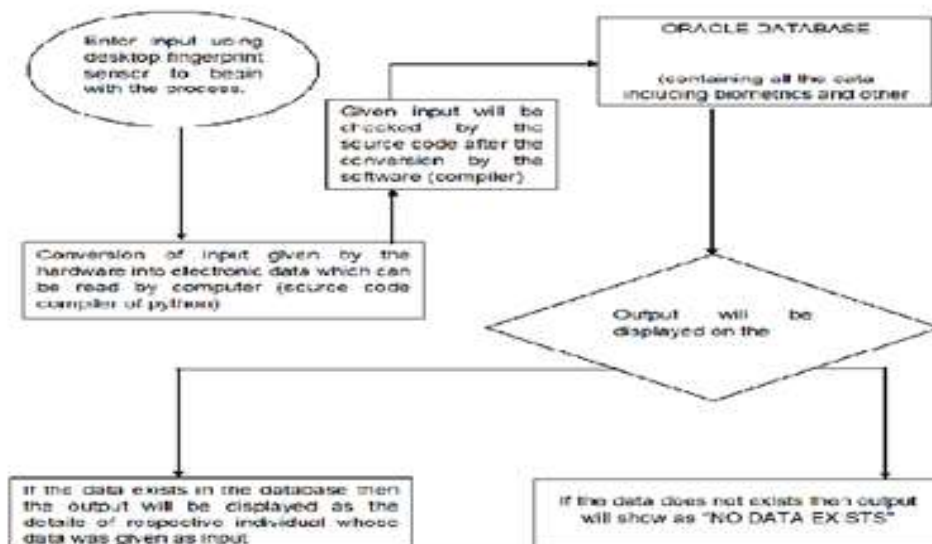 Enter input using
desktop fingerprint
sensor to begin
with the process.
Conversion of input given by the
hardware into electronic data which can
be read by computer (source code
compiler of python)
Given input will be
checked by the
source code after the
conversion by the
software (compiler)
ORACLE DATABASE
(containing all the data
including biometrics and other
Output will be
displayed on the
If the data exists in the database then
the output will be displayed as the
details of respective individual whose
data was given as input
If the data does not exists then output
will show as "NO DATA EXISTS"